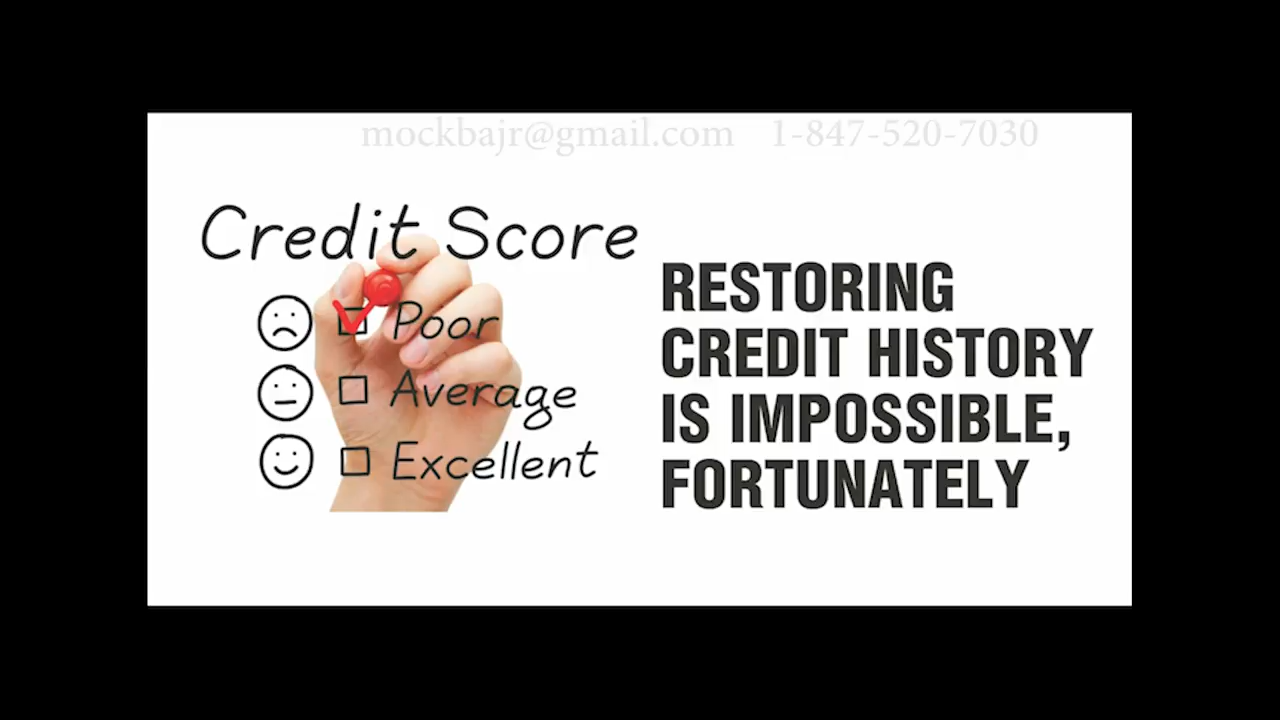 mockbajr@gmail.com 1-847-520-7030
Credit Score
Poor
Average
Excellent
RESTORING
CREDIT HISTORY
IS IMPOSSIBLE,
FORTUNATELY